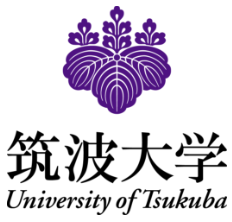 筑波大学
University of Tsukuba